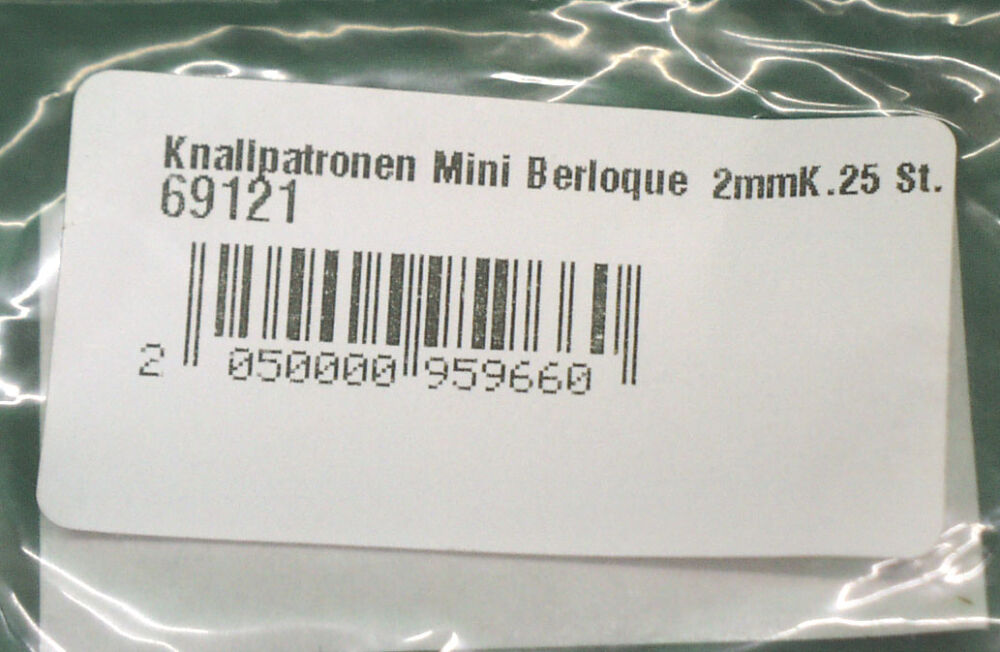 Knallpatronen Mini Berloque 2mmK.25 St.
69121
2 050000 959660